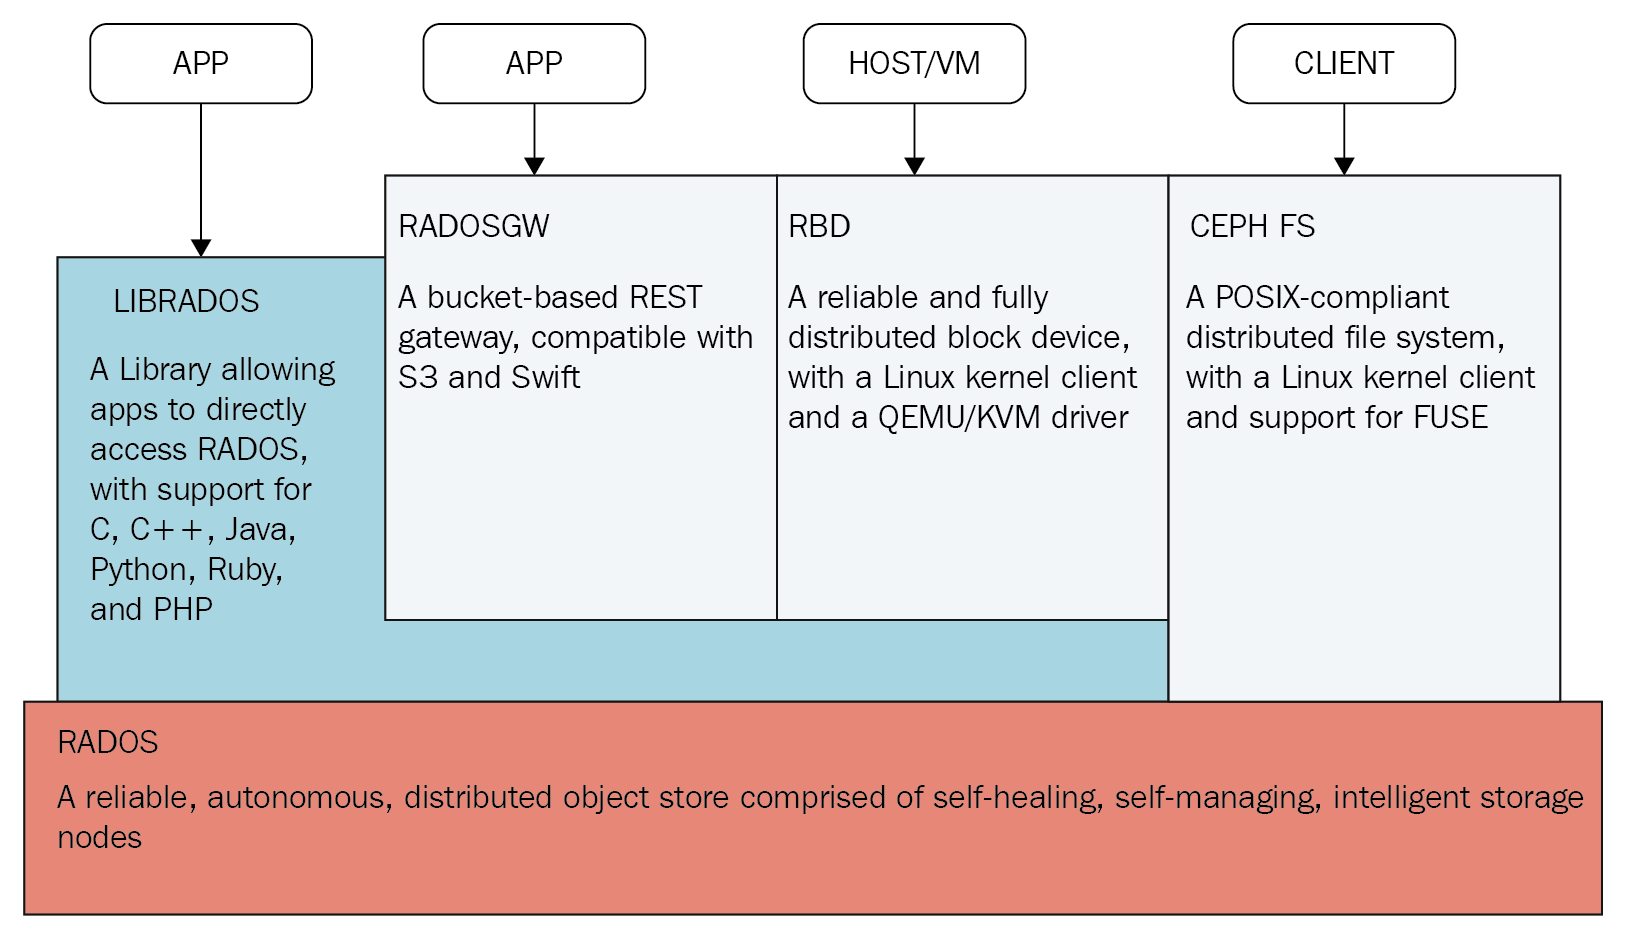 APP
APP
HOST/VM
CLIENT
LIBRADOS
A Library allowing
apps to directly
access RADOS,
with support for
C, C++, Java,
Python, Ruby,
and PHP
RADOSGW
A bucket-based REST
gateway, compatible with
S3 and Swift
RBD
A reliable and fully
distributed block device,
with a Linux kernel client
and a QEMU/KVM driver
CEPH FS
A POSIX-compliant
distributed file system,
with a Linux kernel client
and support for FUSE
RADOS
A reliable, autonomous, distributed object store comprised of self-healing, self-managing, intelligent storage
nodes